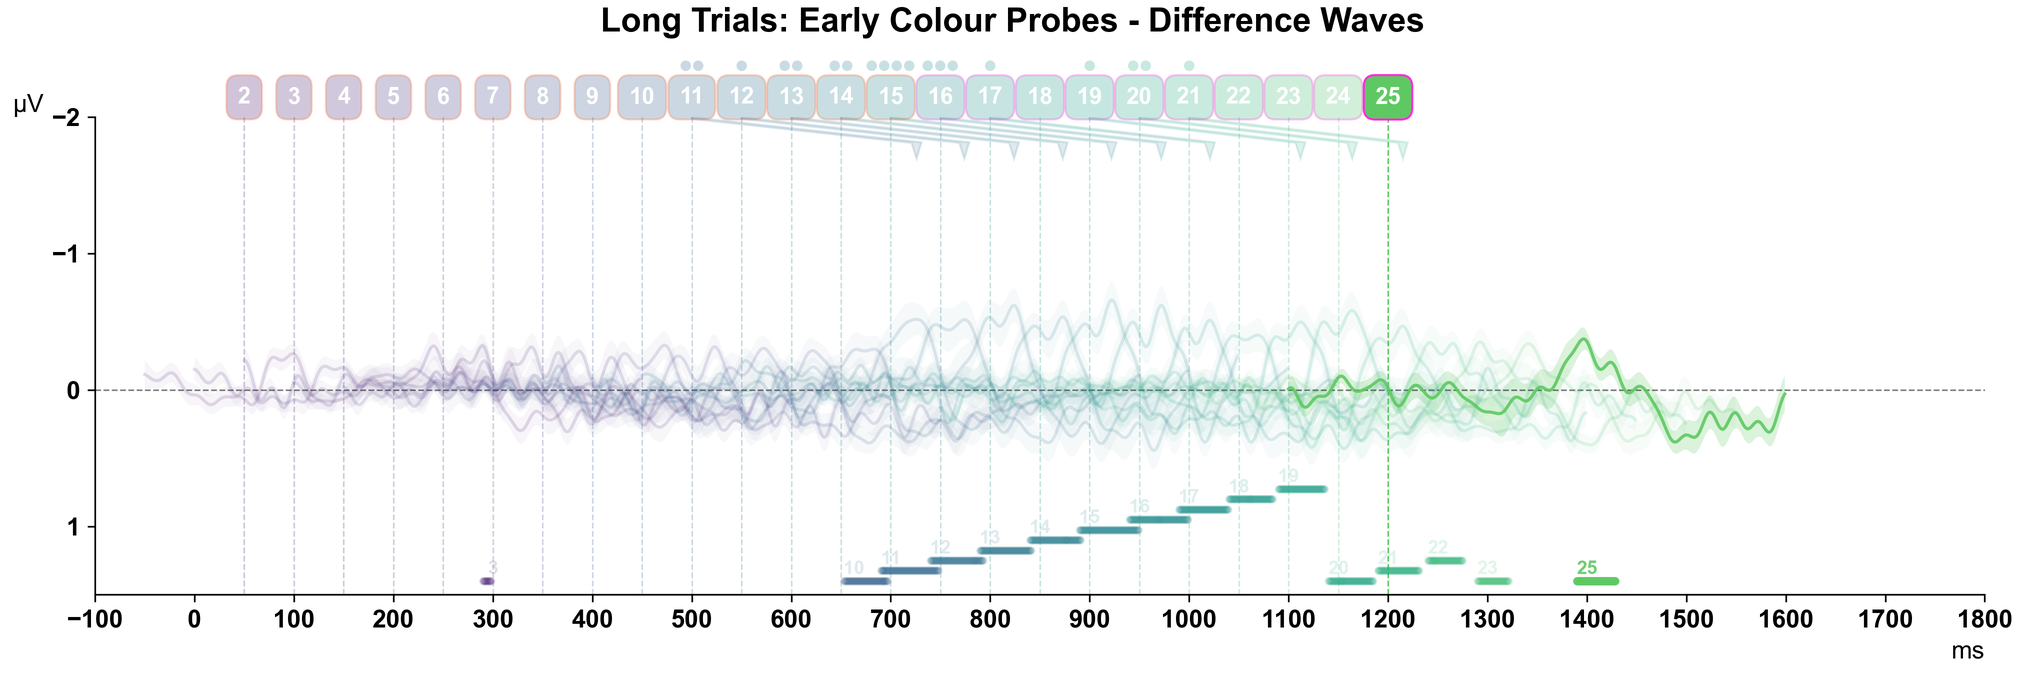 Long Trials: Early Colour Probes - Difference Waves
2 3 4 5 6 7 8 9 10 11 12 13 14 15 16 17 18 19 20 21 22 23 24 25
µV
−2
−1
0
1
19
18
17
16
15
14
13
12 22
11 21
3 10 20 23 25
−100 0 100 200 300 400 500 600 700 800 900 1000 1100 1200 1300 1400 1500 1600 1700 1800
ms